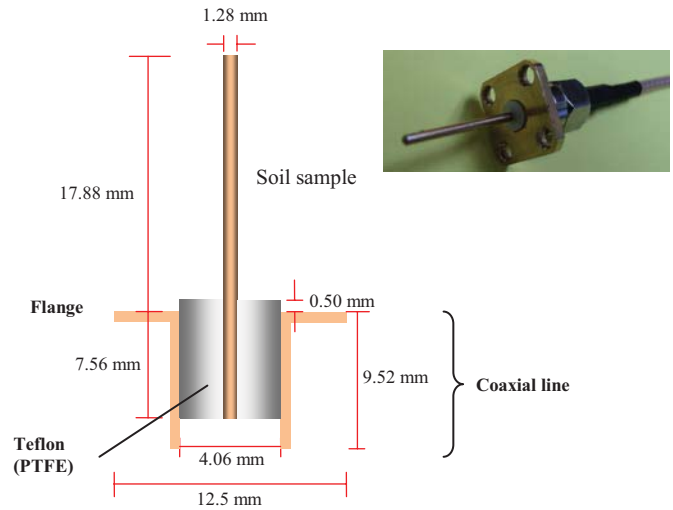 1.28 mm
17.88 mm
Soil sample
Flange
0.50 mm
7.56 mm
9.52 mm
Coaxial line
Teflon
(PTFE)
4.06 mm
12.5 mm